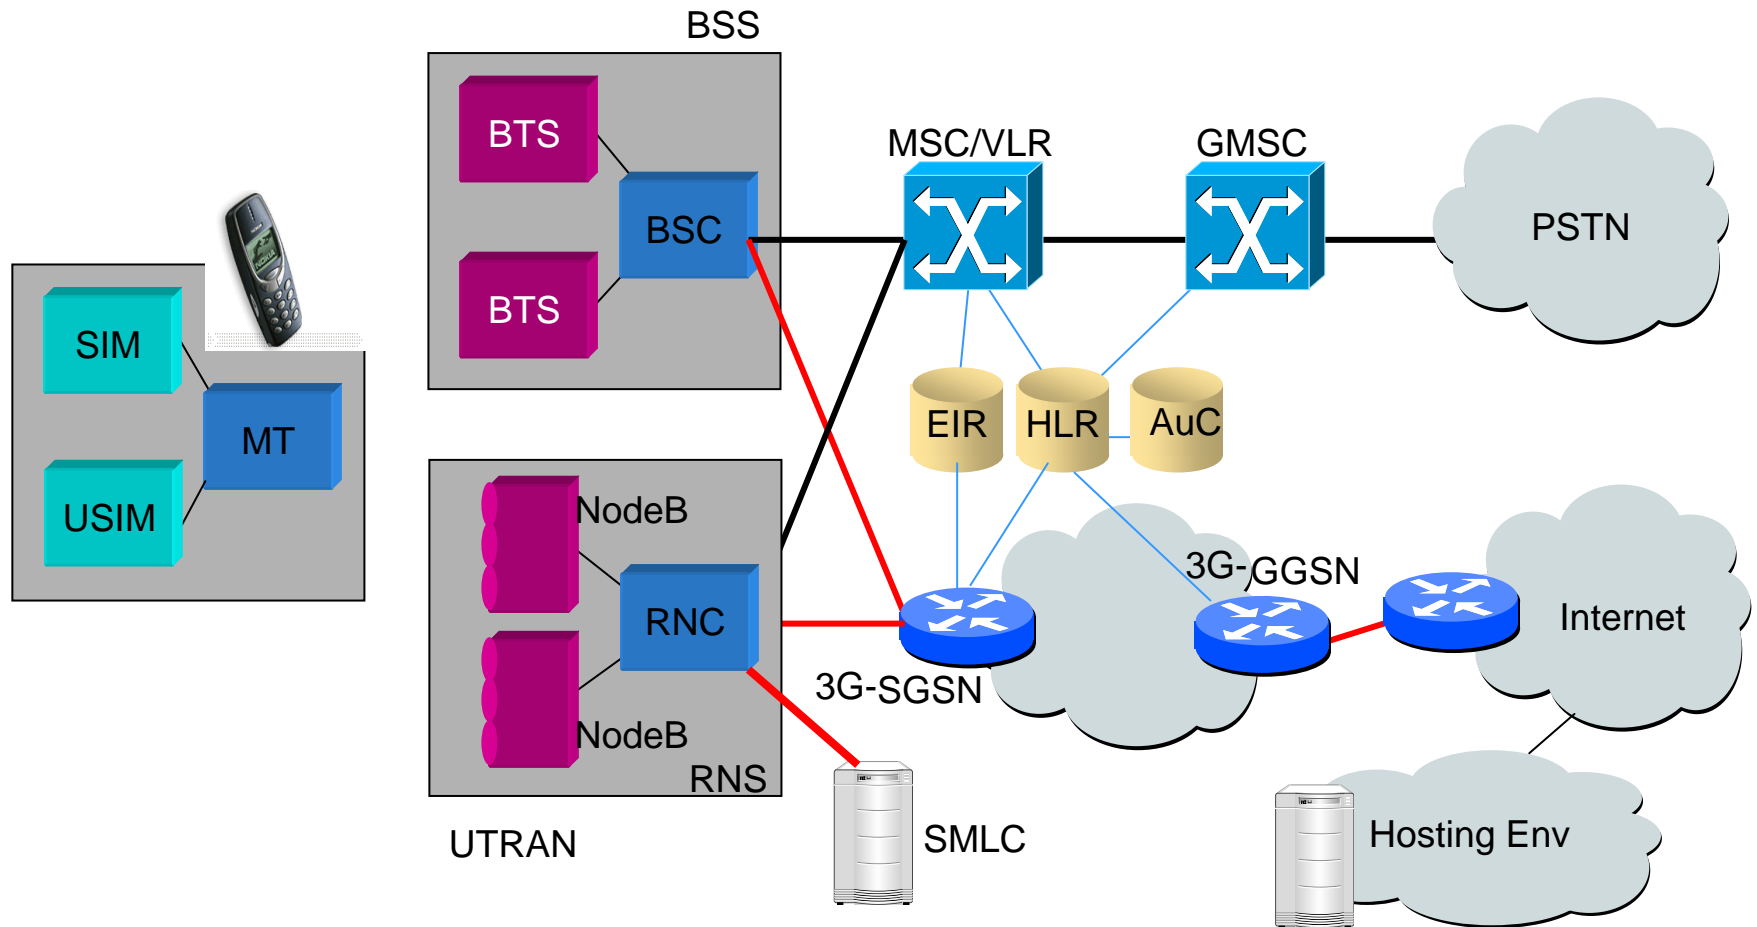 BSS
BTS
MSC/VLR
GMSC
BSC
PSTN
NOKIA
BTS
SIM
MT
EIR
HLR
AuC
USIM
NodeB
3G-GGSN
RNC
Internet
3G-SGSN
NodeB
RNS
UTRAN
SMLC
Hosting Env